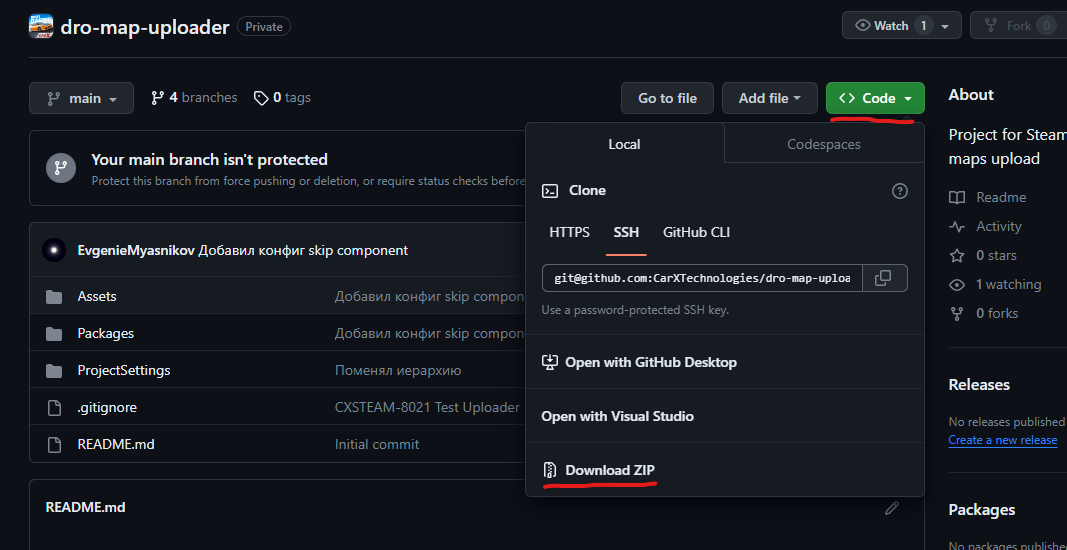 dro-map-uploader Private
Watch 1
Fork 0
main
4 branches
0 tags
Go to file
Add file
Code
Your main branch isn't protected
Protect this branch from force pushing or deletion, or require status checks before
EvgenieMyasnikov Добавил конфиг skip component
Assets Добавил конфиг skip compon
Packages Добавил конфиг skip compon
ProjectSettings Поменял иерархию
.gitignore CXSTEAM-8021 Test Uploader
README.md Initial commit
README.md
Local
Codespaces
Clone
HTTPS SSH GitHub CLI
git@github.com:CarXTechnologies/dro-map-uploa
Use a password-protected SSH key.
Open with GitHub Desktop
Open with Visual Studio
Download ZIP
About
Project for Steam
maps upload
Readme
Activity
0 stars
1 watching
0 forks
Releases
No releases published
Create a new release
Packages
No packages published